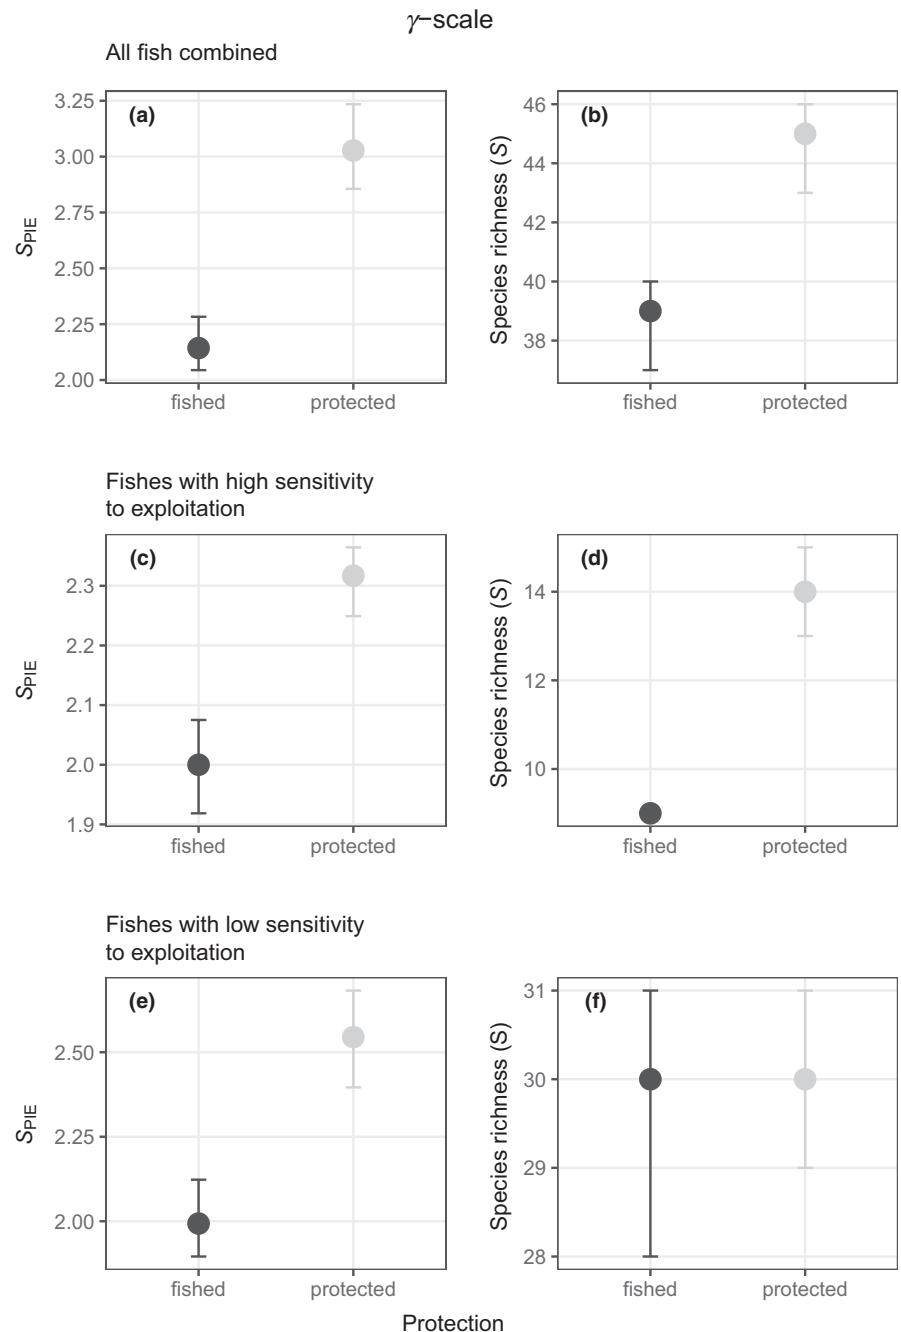 γ−scale
All fish combined
(a)
3.25
3.00
2.75
2.50
2.25
2.00
SPIE
fished protected
(b)
46
44
42
40
38
Species richness (S)
fished protected
Fishes with high sensitivity
to exploitation
(c)
2.3
2.2
2.1
2.0
1.9
SPIE
fished protected
(d)
14
12
10
Species richness (S)
fished protected
Fishes with low sensitivity
to exploitation
(e)
2.50
2.25
2.00
SPIE
fished protected
(f)
31
30
29
28
Species richness (S)
fished protected
Protection